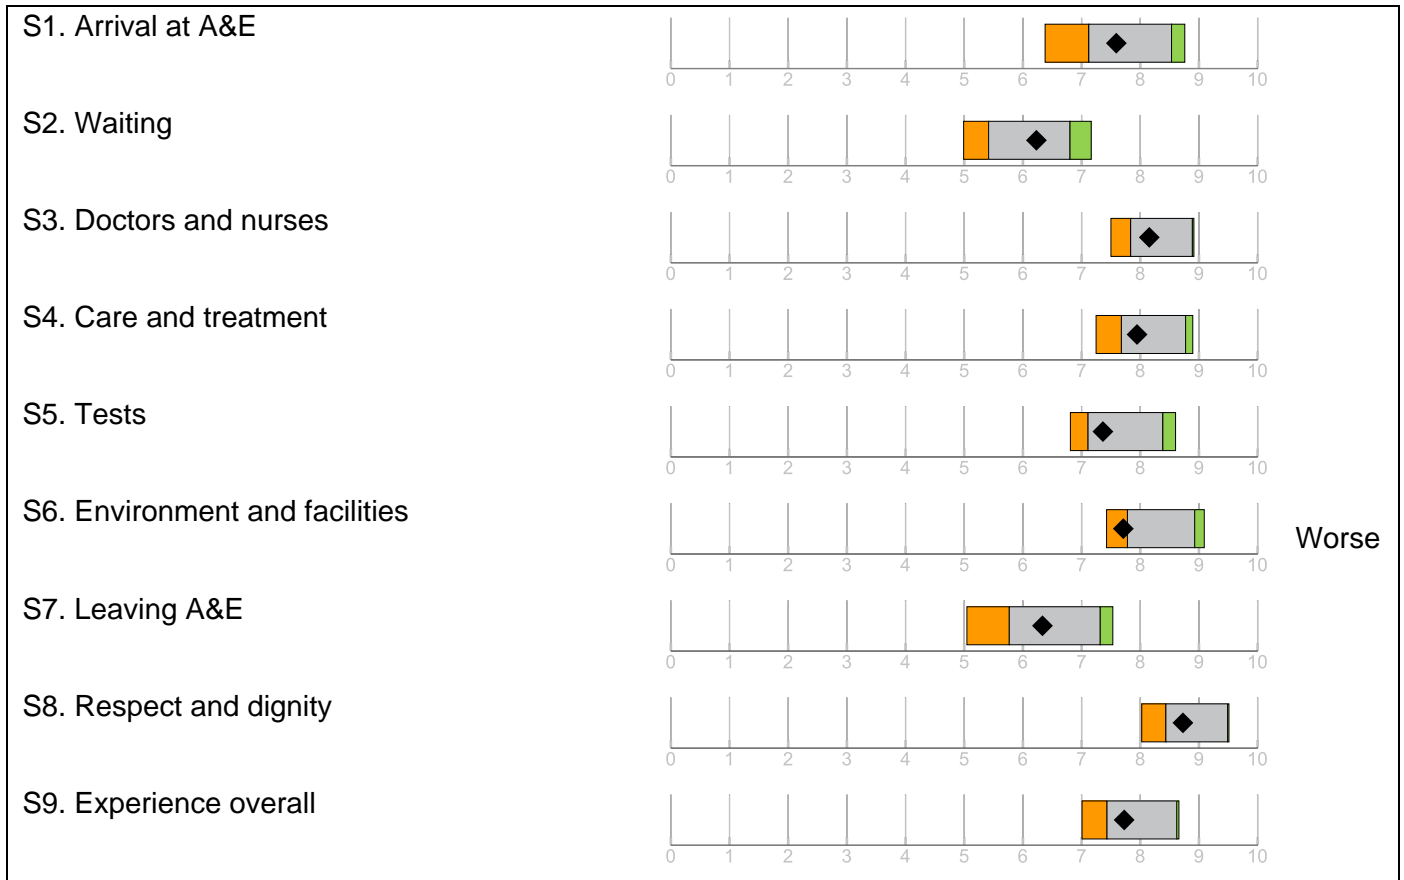 S1. Arrival at A&E
0 1 2 3 4 5 6 7 8 9 10
S2. Waiting
0 1 2 3 4 5 6 7 8 9 10
S3. Doctors and nurses
0 1 2 3 4 5 6 7 8 9 10
S4. Care and treatment
0 1 2 3 4 5 6 7 8 9 10
S5. Tests
0 1 2 3 4 5 6 7 8 9 10
S6. Environment and facilities
Worse
0 1 2 3 4 5 6 7 8 9 10
S7. Leaving A&E
0 1 2 3 4 5 6 7 8 9 10
S8. Respect and dignity
0 1 2 3 4 5 6 7 8 9 10
S9. Experience overall
0 1 2 3 4 5 6 7 8 9 10